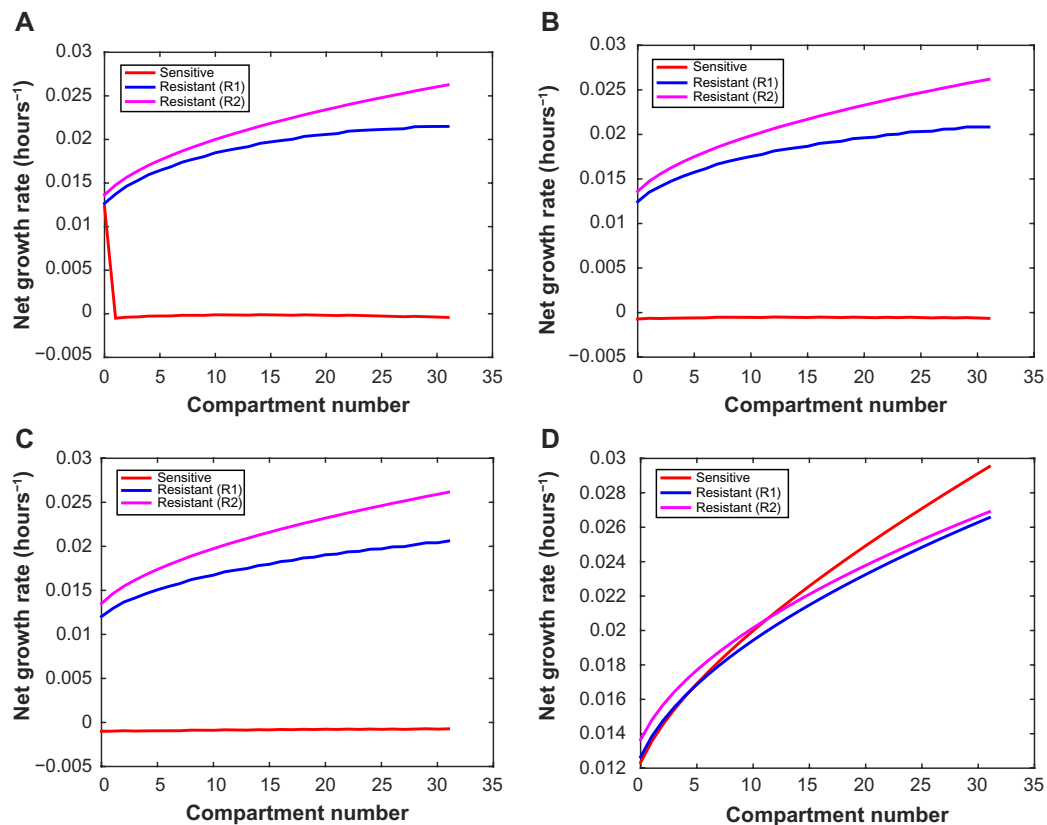 A
Net growth rate (hours⁻¹)
0.03
0.025
0.02
0.015
0.01
0.005
0
−0.005
Sensitive
Resistant (R1)
Resistant (R2)
0 5 10 15 20 25 30 35
Compartment number
B
Net growth rate (hours⁻¹)
0.03
0.025
0.02
0.015
0.01
0.005
0
−0.005
Sensitive
Resistant (R1)
Resistant (R2)
0 5 10 15 20 25 30 35
Compartment number
C
Net growth rate (hours⁻¹)
0.03
0.025
0.02
0.015
0.01
0.005
0
−0.005
Sensitive
Resistant (R1)
Resistant (R2)
0 5 10 15 20 25 30 35
Compartment number
D
Net growth rate (hours⁻¹)
0.03
0.028
0.026
0.024
0.022
0.02
0.018
0.016
0.014
0.012
Sensitive
Resistant (R1)
Resistant (R2)
0 5 10 15 20 25 30 35
Compartment number